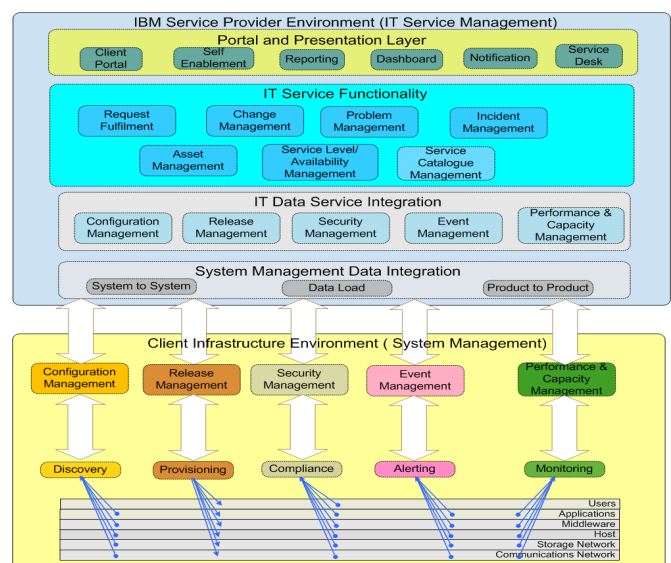 IBM Service Provider Environment (IT Service Management)
Portal and Presentation Layer
Client
Portal
Self
Enablement
Reporting
Dashboard
Notification
Service
Desk
IT Service Functionality
Request
Fulfilment
Change
Management
Problem
Management
Incident
Management
Asset
Management
Service Level/
Availability
Management
Service
Catalogue
Management
IT Data Service Integration
Configuration
Management
Release
Management
Security
Management
Event
Management
Performance &
Capacity
Management
System Management Data Integration
System to System
Data Load
Product to Product
Client Infrastructure Environment ( System Management)
Configuration
Management
Release
Management
Security
Management
Event
Management
Performance &
Capacity
Management
Discovery
Provisioning
Compliance
Alerting
Monitoring
Users
Applications
Middleware
Host
Storage Network
Communications Network